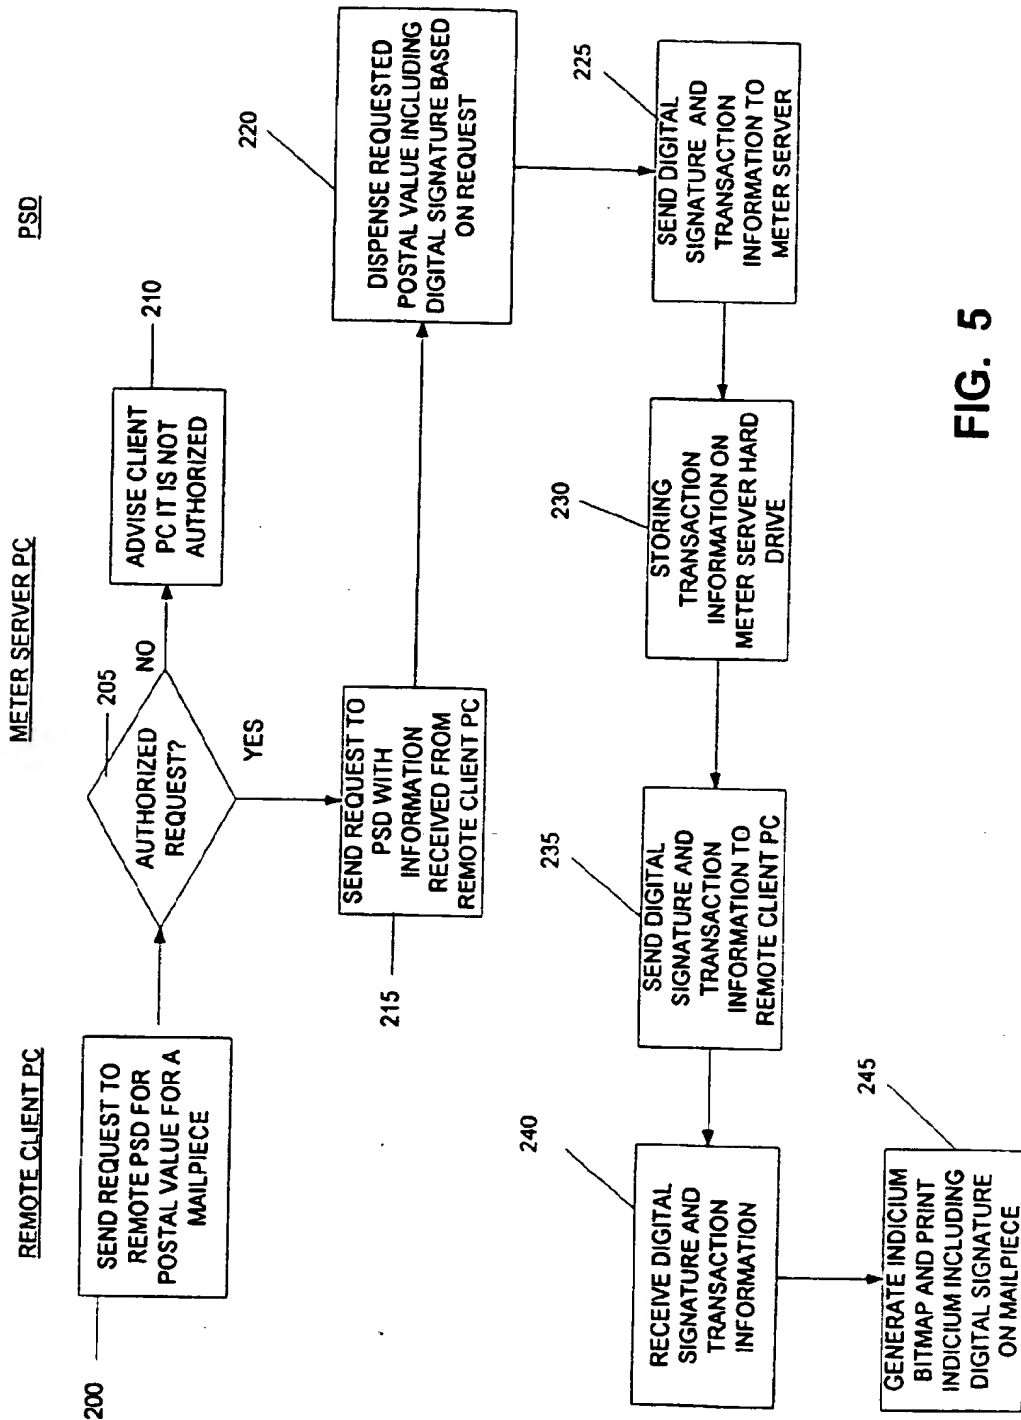 REMOTE CLIENT PC
METER SERVER PC
PSD
200
SEND REQUEST TO
REMOTE PSD FOR
POSTAL VALUE FOR A
MAILPIECE
AUTHORIZED
REQUEST?
205
NO
YES
ADVISE CLIENT
PC IT IS NOT
AUTHORIZED
210
SEND REQUEST TO
PSD WITH
INFORMATION
RECEIVED FROM
REMOTE CLIENT PC
215
220
DISPENSE REQUESTED
POSTAL VALUE INCLUDING
DIGITAL SIGNATURE BASED
ON REQUEST
225
SEND DIGITAL
SIGNATURE AND
TRANSACTION
INFORMATION TO
METER SERVER
230
STORING
TRANSACTION
INFORMATION ON
METER SERVER HARD
DRIVE
235
SEND DIGITAL
SIGNATURE AND
TRANSACTION
INFORMATION TO
REMOTE CLIENT PC
240
RECEIVE DIGITAL
SIGNATURE AND
TRANSACTION
INFORMATION
245
GENERATE INDICIUM
BITMAP AND PRINT
INDICIUM INCLUDING
DIGITAL SIGNATURE
ON MAILPIECE
FIG. 5